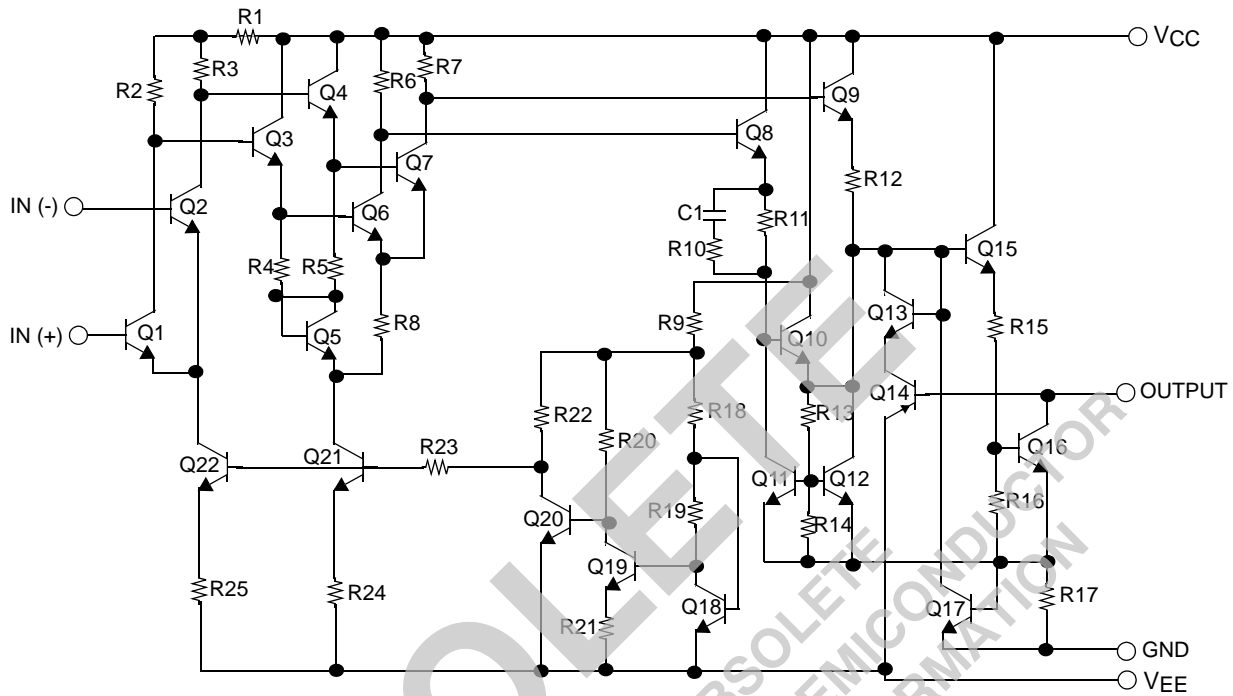 R1
VCC
R3
R7
R2
R6
Q4
Q9
Q3
Q8
Q7
R12
IN (-)
Q2
Q6
C1
R11
Q15
R10
R4
R5
Q13
R9
R15
IN (+)
Q1
Q5
R8
Q10
OUTPUT
Q14
R22
R18
R13
R20
Q16
R23
Q22
Q21
Q11
Q12
R16
Q20
R19
R14
Q19
R25
R24
Q18
Q17
R17
R21
GND
VEE
OLETE
OBSOLETE
SEMICONDUCTOR
RMATION